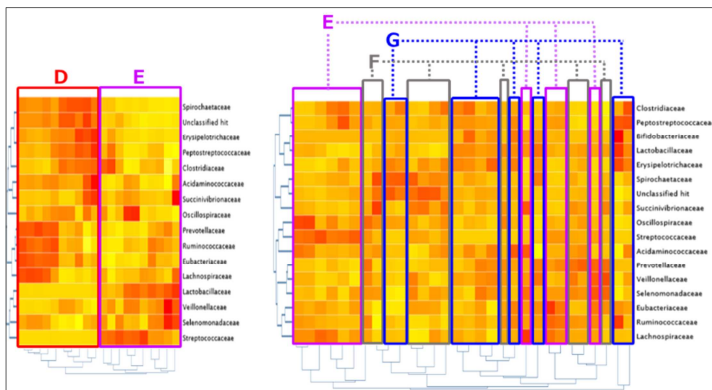 D
E
Spirochaetaceae
Unclassified hit
Erysipelotrichaceae
Peptostreptococcaceae
Clostridiaceae
Acidaminococcaceae
Succinivibrionaceae
Oscillospiraceae
Prevotellaceae
Ruminococcaceae
Eubacteriaceae
Lachnospiraceae
Lactobacillaceae
Veillonellaceae
Selenomonadaceae
Streptococcaceae
E
G
F
Clostridiaceae
Peptostreptococcaceae
Bifidobacteriaceae
Lactobacillaceae
Erysipelotrichaceae
Spirochaetaceae
Unclassified hit
Succinivibrionaceae
Oscillospiraceae
Streptococcaceae
Acidaminococcaceae
Prevotellaceae
Veillonellaceae
Selenomonadaceae
Eubacteriaceae
Ruminococcaceae
Lachnospiraceae